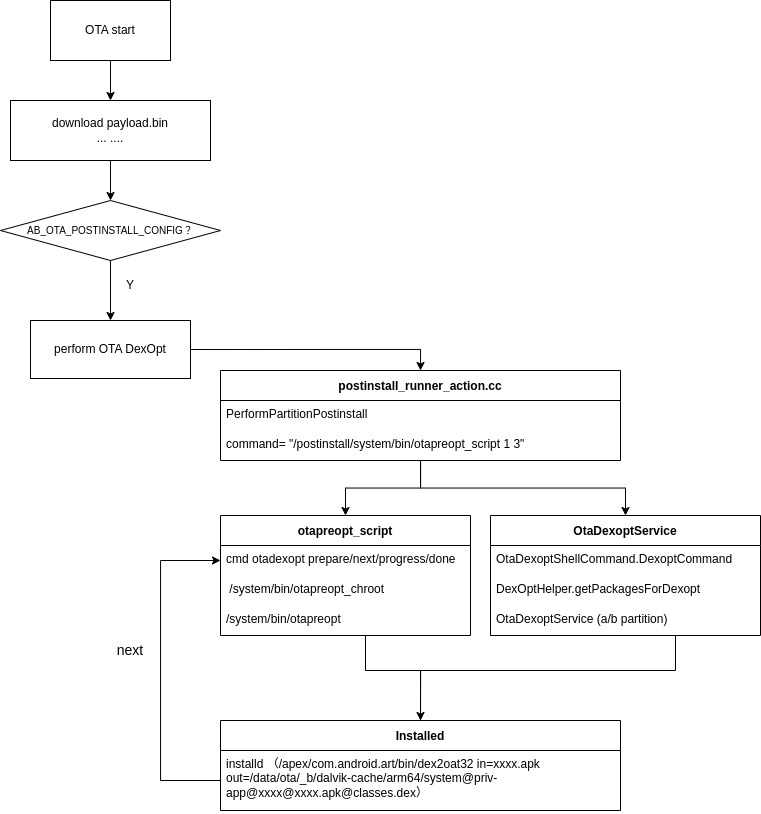 OTA start
download payload.bin
... ....
AB_OTA_POSTINSTALL_CONFIG？
Y
perform OTA DexOpt
postinstall_runner_action.cc
PerformPartitionPostinstall
command= "/postinstall/system/bin/otapreopt_script 1 3"
otapreopt_script
cmd otadexopt prepare/next/progress/done
/system/bin/otapreopt_chroot
/system/bin/otapreopt
OtaDexoptService
OtaDexoptShellCommand.DexoptCommand
DexOptHelper.getPackagesForDexopt
OtaDexoptService (a/b partition)
next
Installed
installd （/apex/com.android.art/bin/dex2oat32 in=xxxx.apk
out=/data/ota/_b/dalvik-cache/arm64/system@priv-
app@xxxx@xxxx.apk@classes.dex）